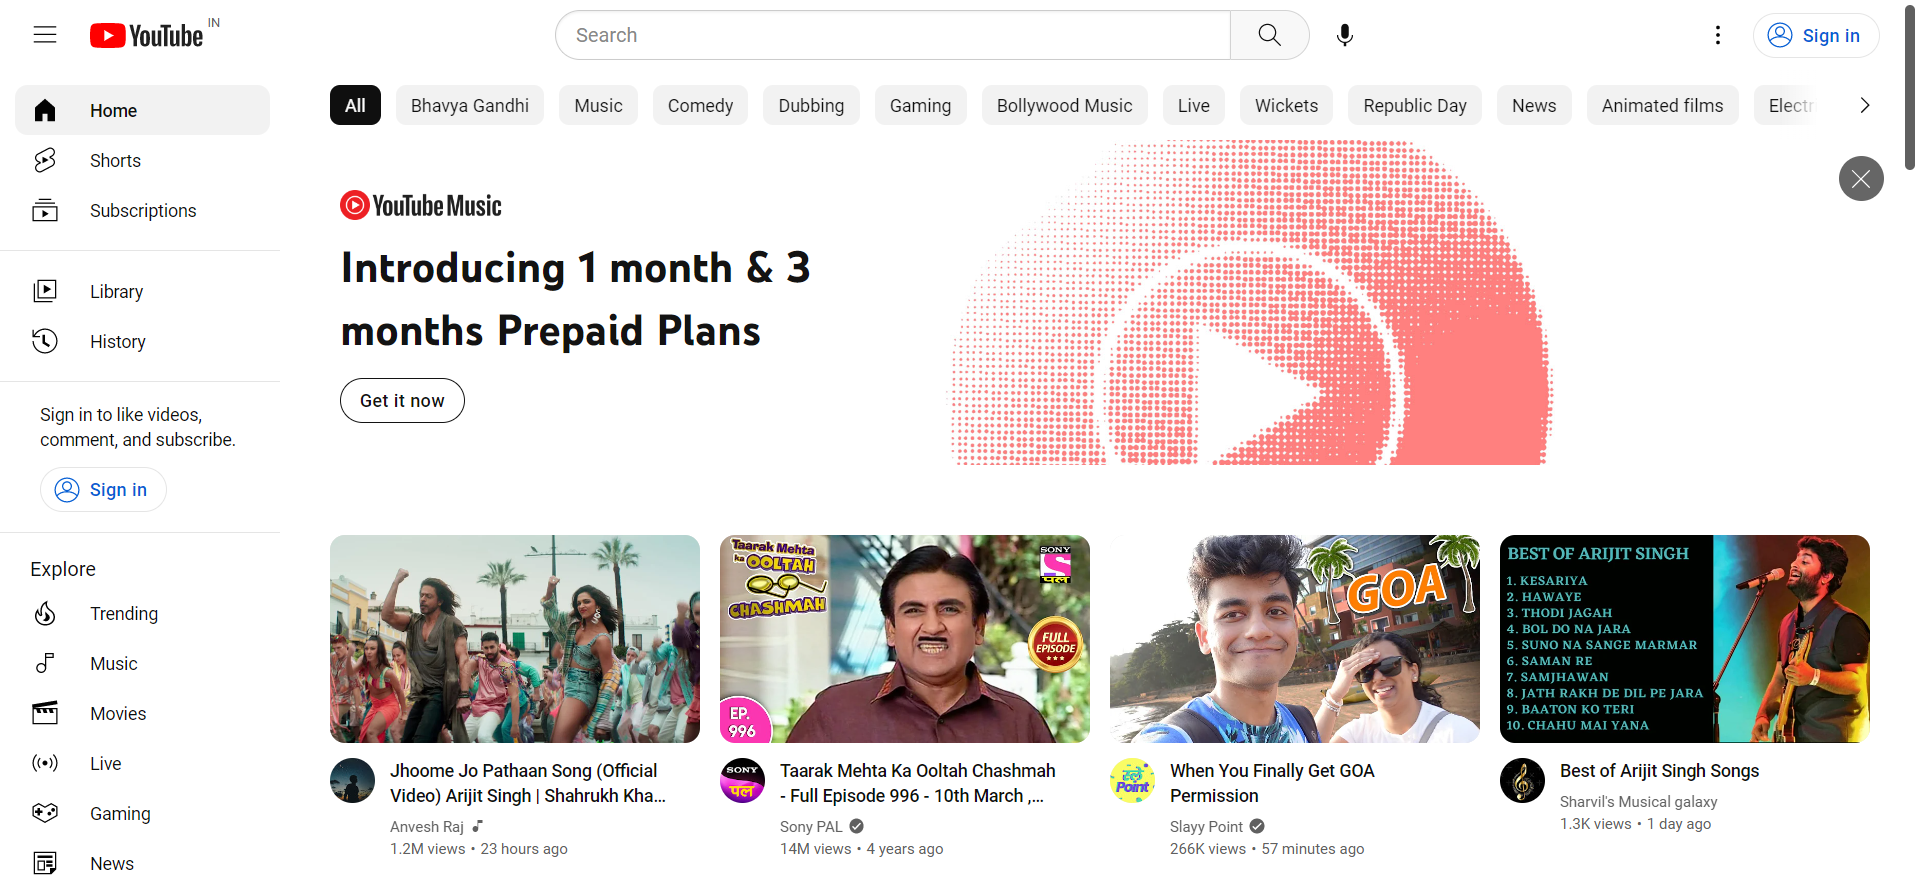 YouTube IN
Search
Sign in
Home
Shorts
Subscriptions
Library
History
Sign in to like videos,
comment, and subscribe.
Sign in
Explore
Trending
Music
Movies
Live
Gaming
News
All
Bhavya Gandhi
Music
Comedy
Dubbing
Gaming
Bollywood Music
Live
Wickets
Republic Day
News
Animated films
Electr
YouTube Music
Introducing 1 month & 3
months Prepaid Plans
Get it now
Taarak Mehta
ka OOLTAH
CHASHMAH
SONY
पल
FULL
EPISODE
EP.
996
GOA
BEST OF ARIJIT SINGH
1. KESARIYA
2. HAWAYE
3. THODI JAGAH
4. BOL DO NA JARA
5. SUNO NA SANGE MARMAR
6. SAMAN RE
7. SAMJHAWAN
8. JATH RAKH DE DIL PE JARA
9. BAATON KO TERI
10. CHAHU MAI YANA
Jhoome Jo Pathaan Song (Official
Video) Arijit Singh | Shahrukh Kha...
Anvesh Raj
1.2M views • 23 hours ago
SONY
पल
Taarak Mehta Ka Ooltah Chashmah
- Full Episode 996 - 10th March ,...
Sony PAL
14M views • 4 years ago
Point
When You Finally Get GOA
Permission
Slayy Point
266K views • 57 minutes ago
Best of Arijit Singh Songs
Sharvil's Musical galaxy
1.3K views • 1 day ago